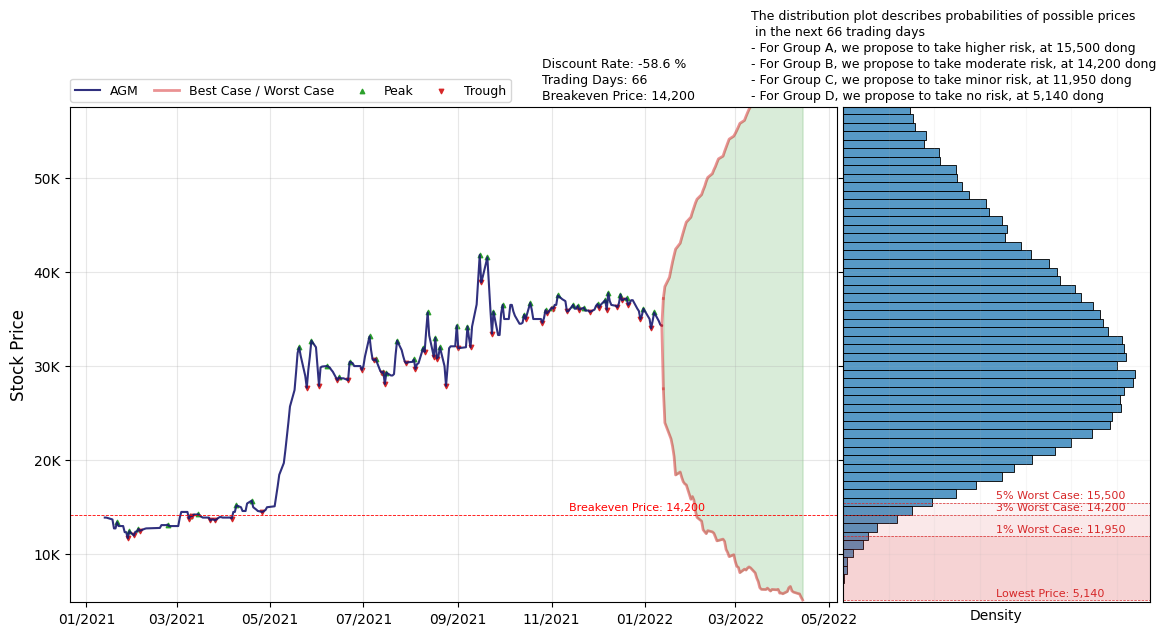 The distribution plot describes probabilities of possible prices
in the next 66 trading days
- For Group A, we propose to take higher risk, at 15,500 dong
- For Group B, we propose to take moderate risk, at 14,200 dong
- For Group C, we propose to take minor risk, at 11,950 dong
- For Group D, we propose to take no risk, at 5,140 dong
Discount Rate: -58.6 %
Trading Days: 66
Breakeven Price: 14,200
AGM
Best Case / Worst Case
Peak
Trough
Stock Price
50K
40K
30K
20K
10K
Breakeven Price: 14,200
5% Worst Case: 15,500
3% Worst Case: 14,200
1% Worst Case: 11,950
Lowest Price: 5,140
01/2021
03/2021
05/2021
07/2021
09/2021
11/2021
01/2022
03/2022
05/2022
Density